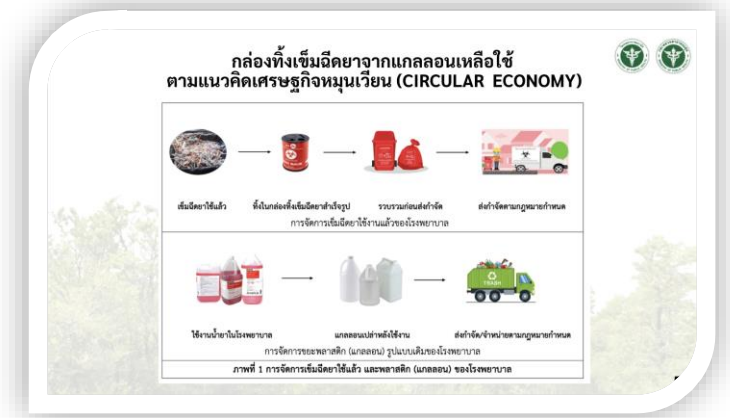 กล่องทิ้งเข็มฉีดยาจากแกลลอนเหลือใช้
ตามแนวคิดเศรษฐกิจหมุนเวียน (CIRCULAR ECONOMY)
เข็มฉีดยาใช้แล้ว
ทิ้งในกล่องทิ้งเข็มฉีดยาสำเร็จรูป
รวบรวมก่อนส่งกำจัด
ส่งกำจัดตามกฎหมายกำหนด
การจัดการเข็มฉีดยาใช้งานแล้วของโรงพยาบาล
TRASH
ใช้งานน้ำยาในโรงพยาบาล
แกลลอนเปล่าหลังใช้งาน
ส่งกำจัด/จำหน่ายตามกฎหมายกำหนด
การจัดการขยะพลาสติก (แกลลอน) รูปแบบเดิมของโรงพยาบาล
ภาพที่ 1 การจัดการเข็มฉีดยาใช้แล้ว และพลาสติก (แกลลอน) ของโรงพยาบาล